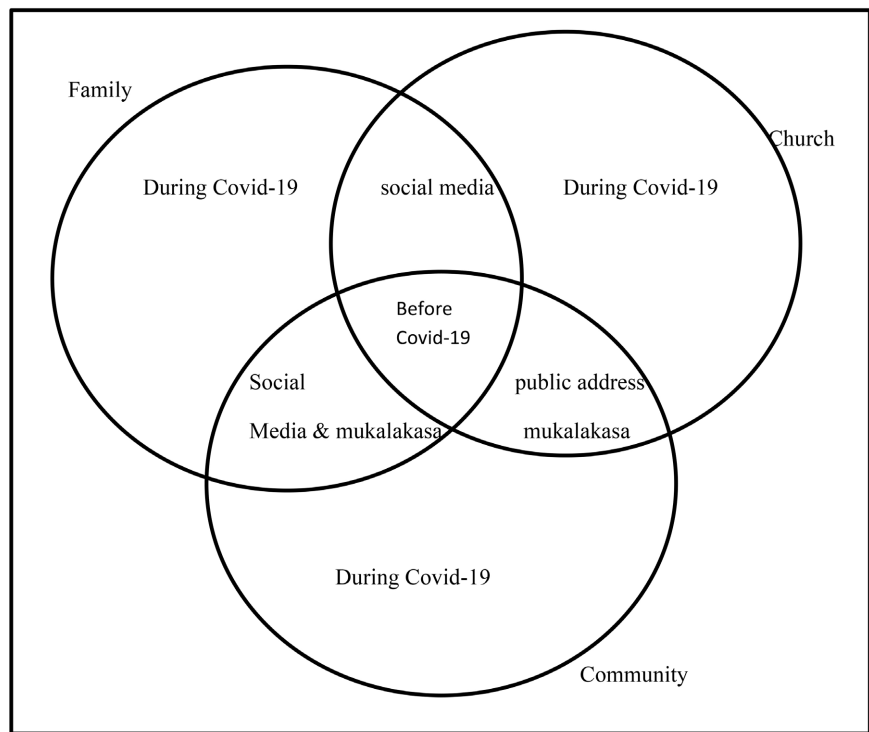 Family
Church
During Covid-19
social media
During Covid-19
Before
Covid-19
Social
public address
Media & mukalakasa
mukalakasa
During Covid-19
Community